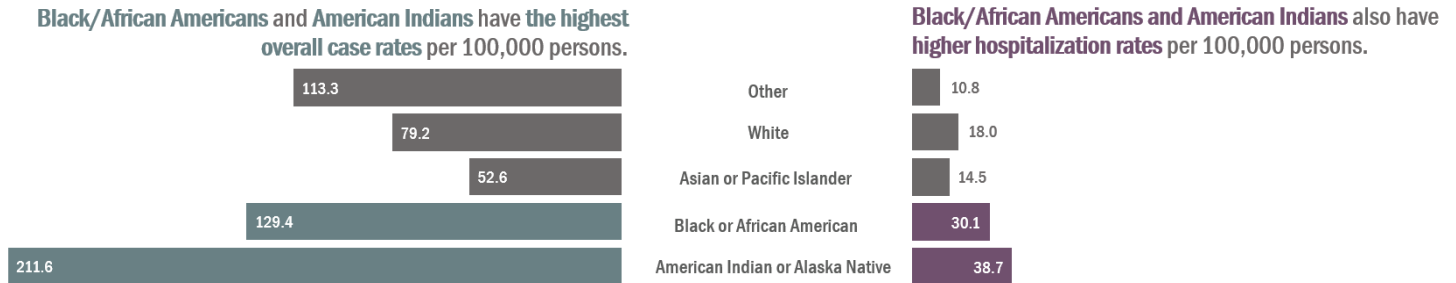 Black/African Americans and American Indians have the highest
overall case rates per 100,000 persons.
Black/African Americans and American Indians also have
higher hospitalization rates per 100,000 persons.
113.3 Other 10.8
79.2 White 18.0
52.6 Asian or Pacific Islander 14.5
129.4 Black or African American 30.1
211.6 American Indian or Alaska Native 38.7